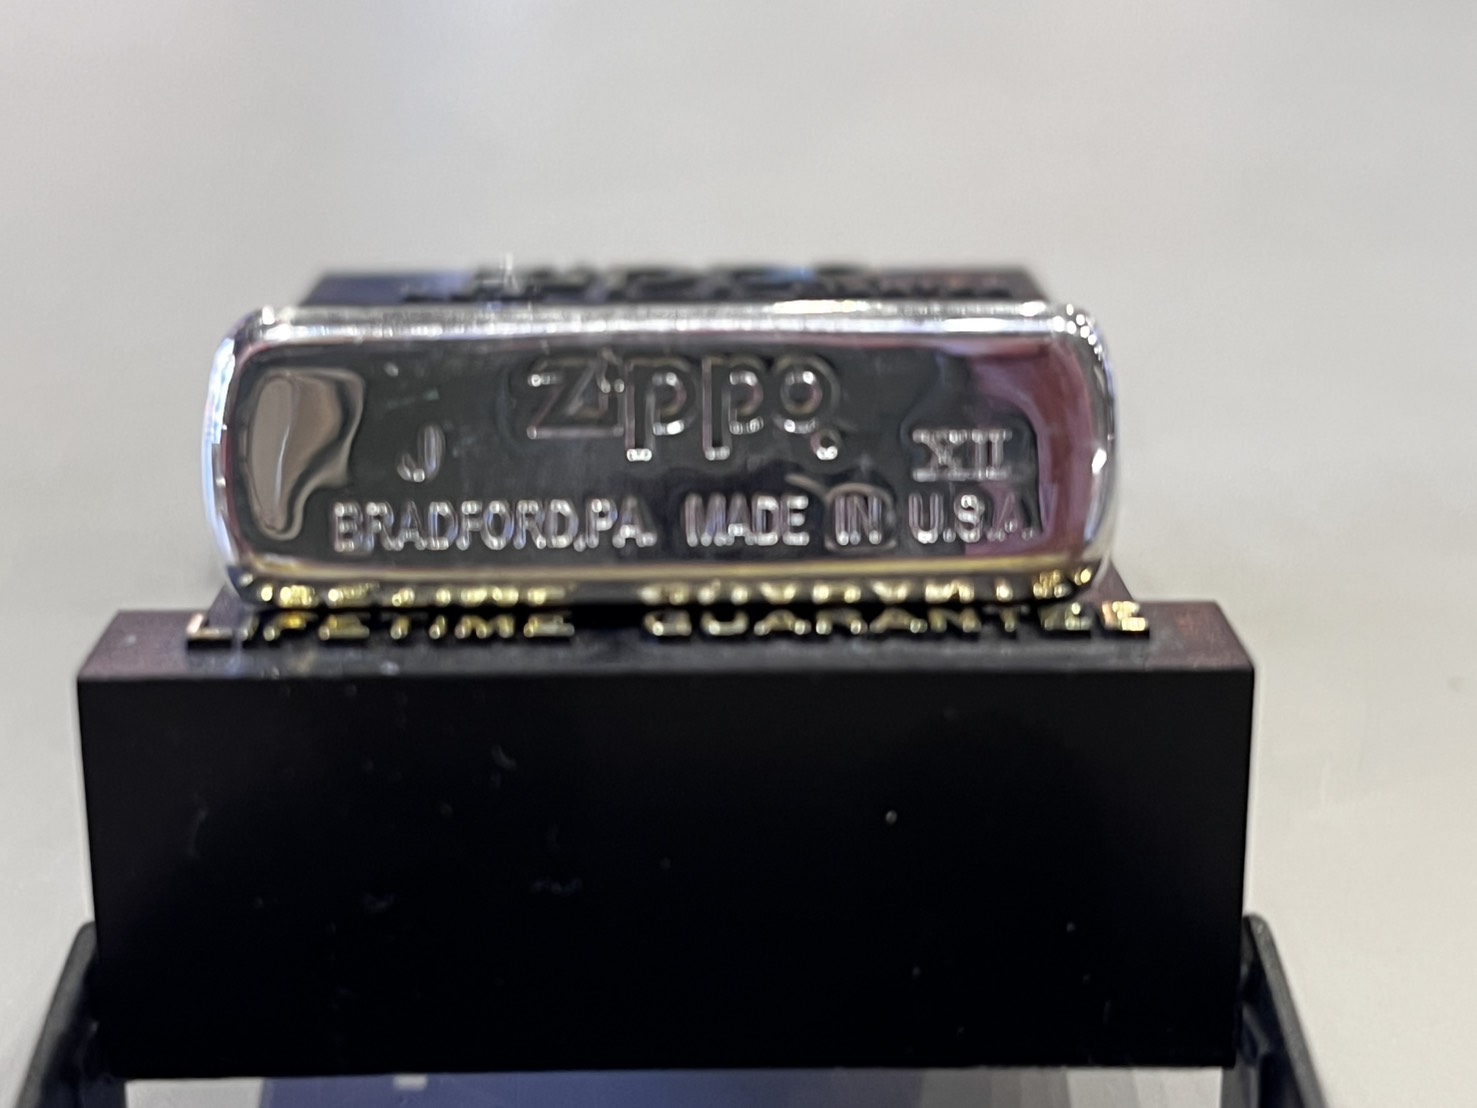 zippo
J XII
BRADFORD,PA. MADE IN U.S.A.
LIFETIME GUARANTEE